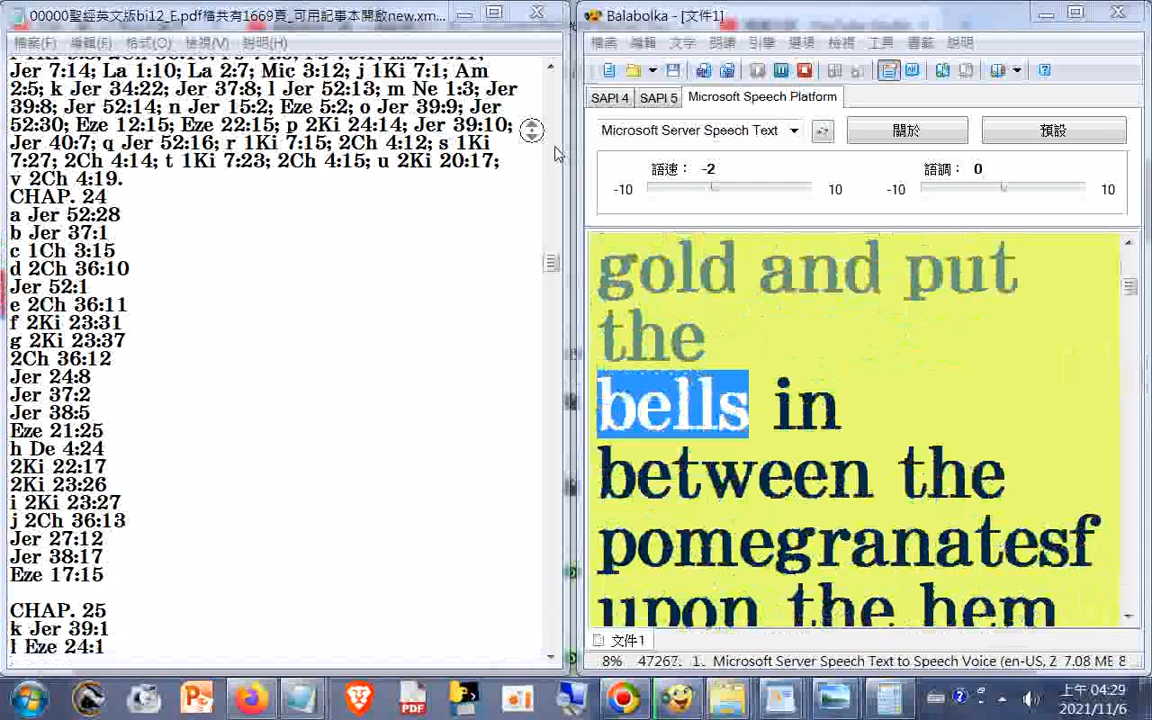 00000聖經英文版bi12_E.pdf檔共有1669頁_可用記事本開啟new.xm...
檔案(F) 編輯(E) 格式(O) 檢視(V) 說明(H)
Jer 7:14; La 1:10; La 2:7; Mic 3:12; j 1Ki 7:1; Am
2:5; k Jer 34:22; Jer 37:8; l Jer 52:13; m Ne 1:3; Jer
39:8; Jer 52:14; n Jer 15:2; Eze 5:2; o Jer 39:9; Jer
52:30; Eze 12:15; Eze 22:15; p 2Ki 24:14; Jer 39:10;
Jer 40:7; q Jer 52:16; r 1Ki 7:15; 2Ch 4:12; s 1Ki
7:27; 2Ch 4:14; t 1Ki 7:23; 2Ch 4:15; u 2Ki 20:17;
v 2Ch 4:19.
CHAP. 24
a Jer 52:28
b Jer 37:1
c 1Ch 3:15
d 2Ch 36:10
Jer 52:1
e 2Ch 36:11
f 2Ki 23:31
g 2Ki 23:37
2Ch 36:12
Jer 24:8
Jer 37:2
Jer 38:5
Eze 21:25
h De 4:24
2Ki 22:17
2Ki 23:26
i 2Ki 23:27
j 2Ch 36:13
Jer 27:12
Jer 38:17
Eze 17:15
CHAP. 25
k Jer 39:1
l Eze 24:1
Balabolka - [文件1]
檔案 編輯 文字 朗讀 引擎 選項 檢視 工具 書籤 說明
SAPI 4 SAPI 5 Microsoft Speech Platform
Microsoft Server Speech Text 關於 預設
語速： -2 語調： 0
-10 10 -10 10
gold and put
the
bells in
between the
pomegranatesf
upon the hem
文件1
8% 47267. 1. Microsoft Server Speech Text to Speech Voice (en-US, Z 7.08 MB 8
PDF
上午 04:29
2021/11/6